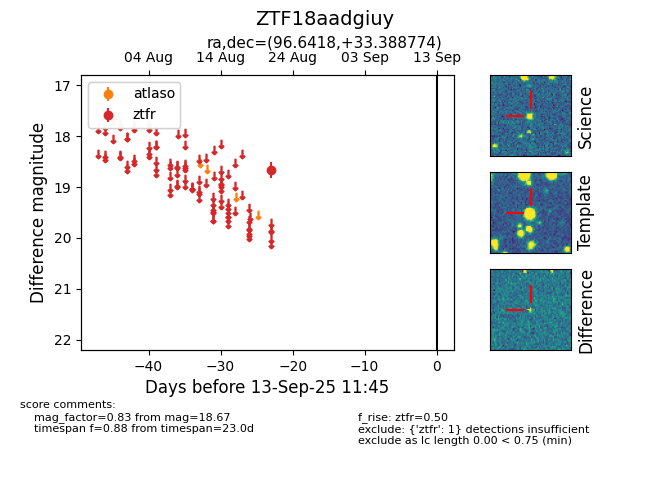 ZTF18aadgiuy
ra,dec=(96.6418,+33.388774)
04 Aug 14 Aug 24 Aug 03 Sep 13 Sep
atlaso
ztfr
17
18
19
20
21
22
Difference magnitude
−40 −30 −20 −10 0
Days before 13-Sep-25 11:45
Science
Template
Difference
score comments:
mag_factor=0.83 from mag=18.67
timespan f=0.88 from timespan=23.0d
f_rise: ztfr=0.50
exclude: {'ztfr': 1} detections insufficient
exclude as lc length 0.00 < 0.75 (min)